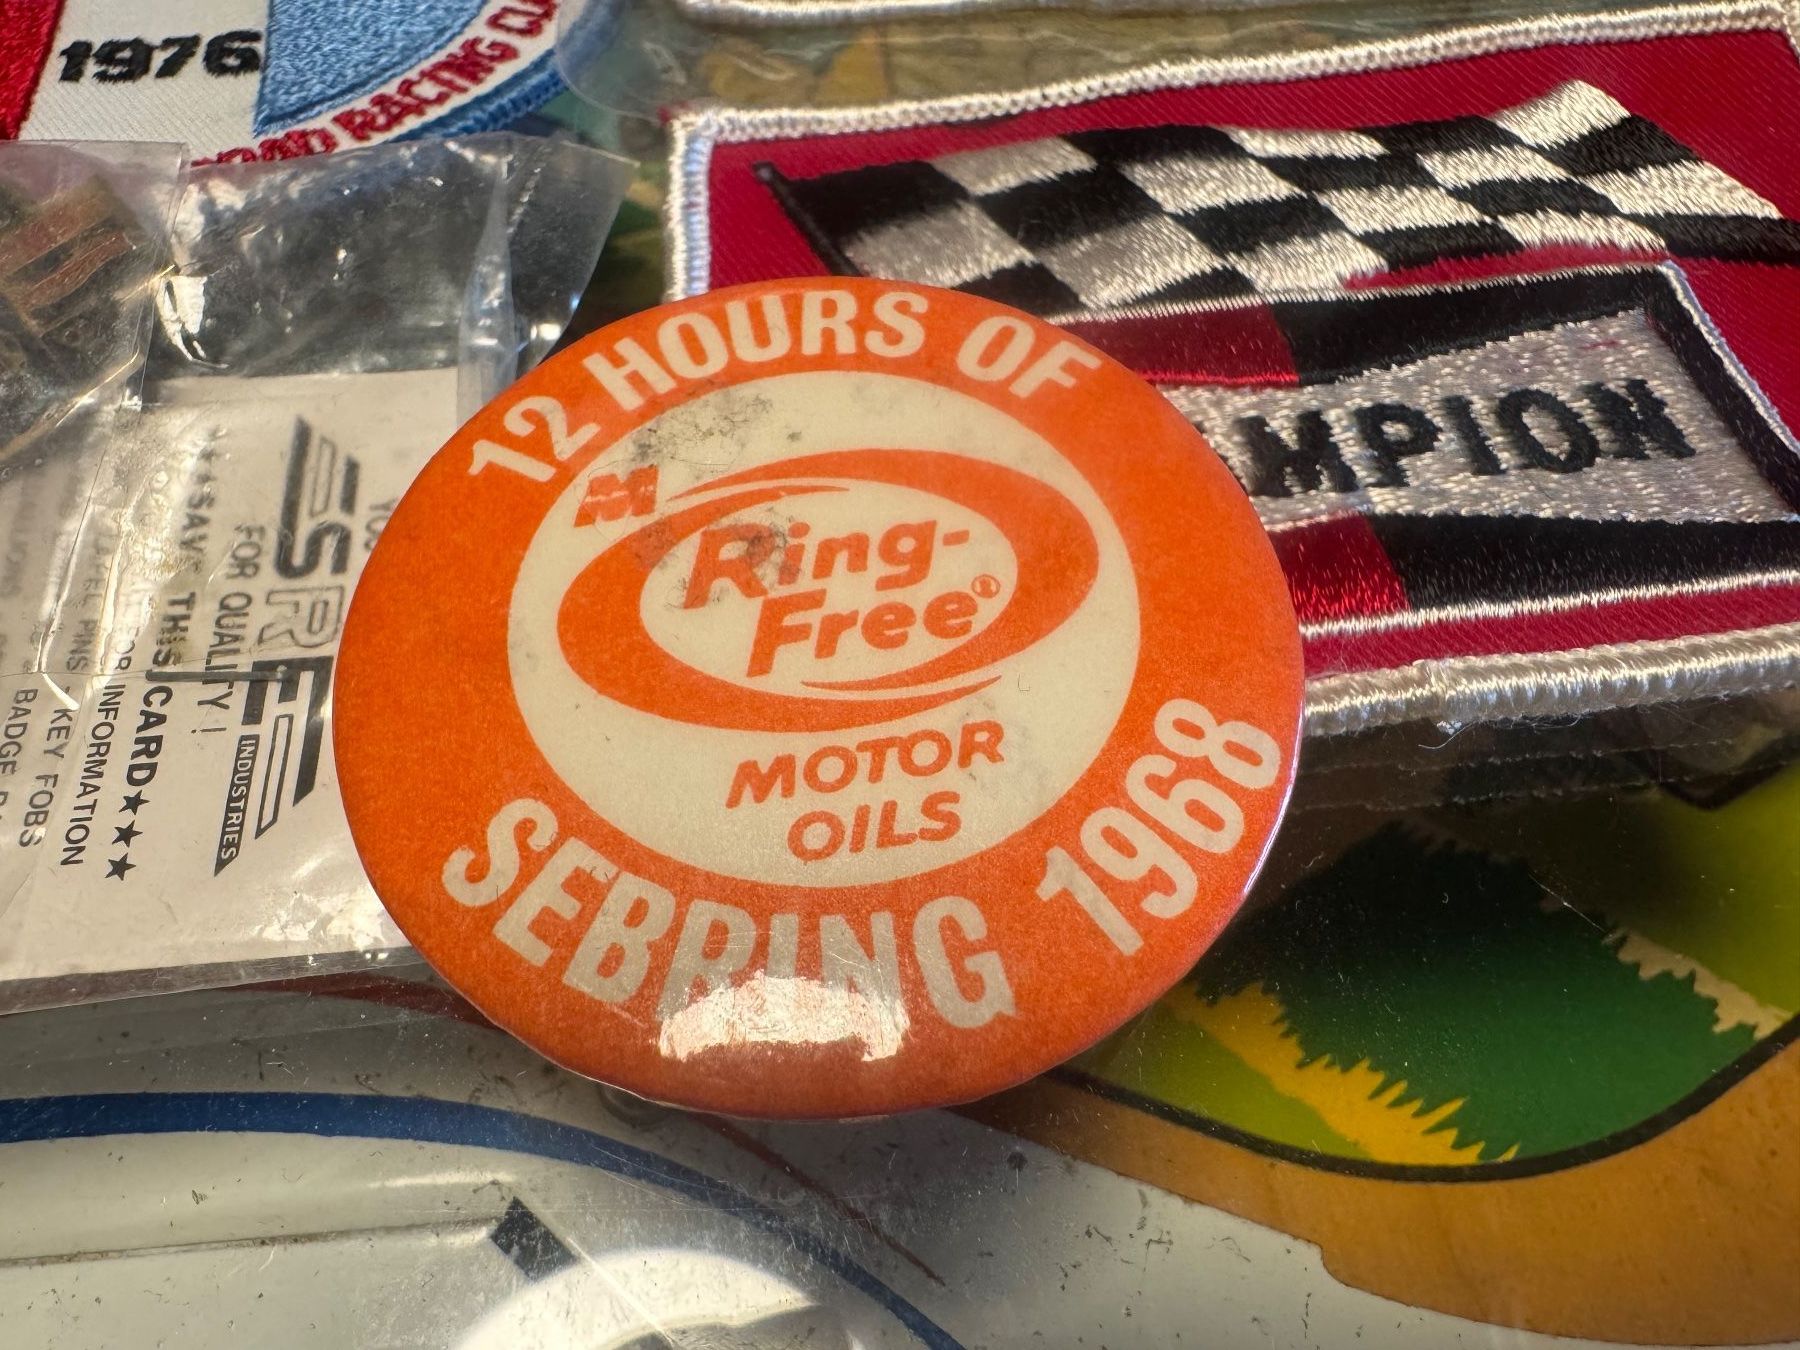 1976
RACING
12 HOURS OF
M
Ring-
Free®
MOTOR
OILS
SEBRING 1968
MPION
FOR QUALITY !
INDUSTRIES
★★SAVE THIS CARD★★★
INFORMATION
KEY FOBS
BADGE